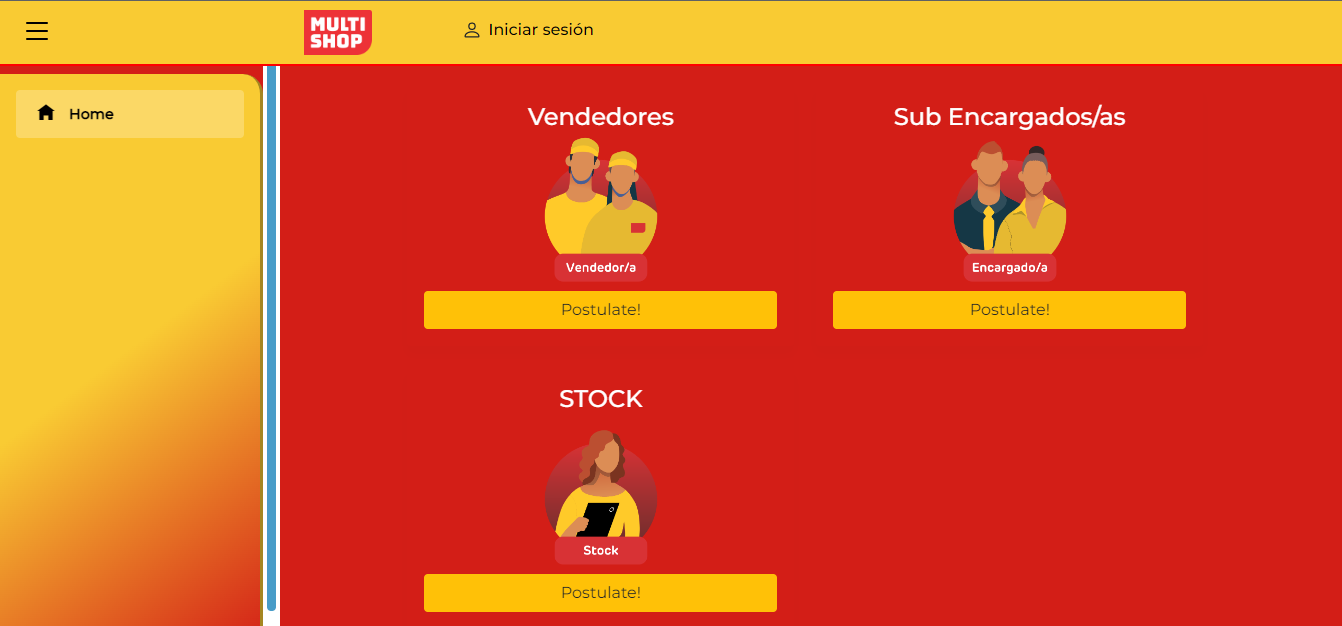 MULTI
SHOP
Iniciar sesión
Home
Vendedores
Sub Encargados/as
Vendedor/a
Encargado/a
Postulate!
Postulate!
STOCK
Stock
Postulate!